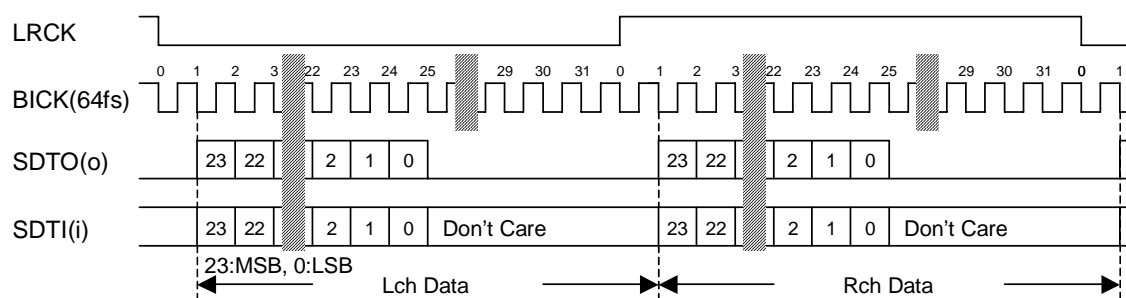 LRCK
0 1 2 3 22 23 24 25 29 30 31 0 1 2 3 22 23 24 25 29 30 31 0 1
BICK(64fs)
SDTO(o) 23 22 2 1 0 23 22 2 1 0
SDTI(i) 23 22 2 1 0 Don't Care 23 22 2 1 0 Don't Care
23:MSB, 0:LSB
Lch Data Rch Data